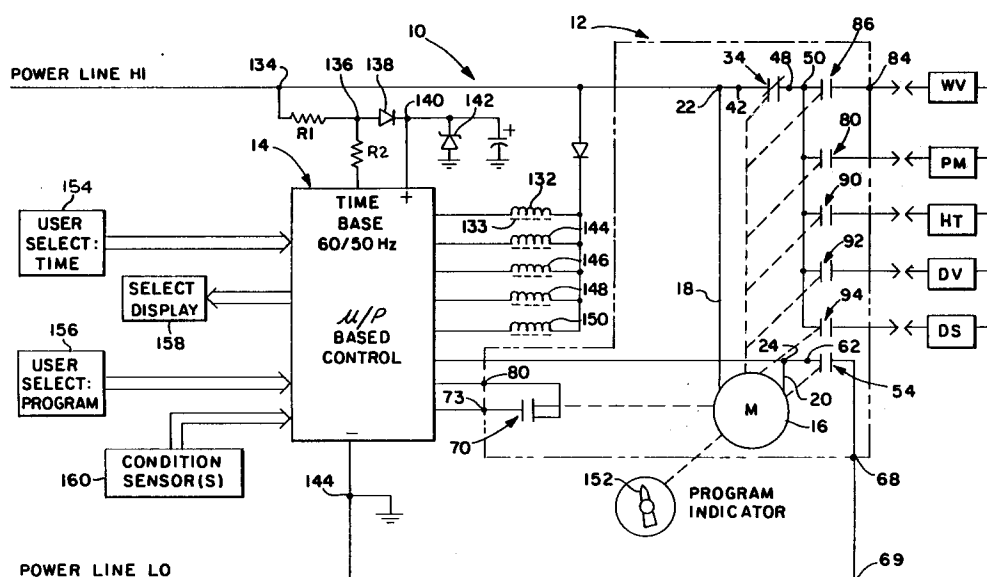 12
86
10
34
48
50
84
POWER LINE HI
134
136
138
140
142
22
42
WV
R1
R2
80
PM
14
+
+
154
TIME
BASE
60/50 Hz
132
133
90
HT
USER
SELECT:
TIME
144
92
146
18
DV
SELECT
DISPLAY
158
148
94
µ/P
BASED
CONTROL
150
DS
156
24
62
USER
SELECT:
PROGRAM
80
54
20
73
M
16
70
–
160
CONDITION
SENSOR(S)
152
68
PROGRAM
INDICATOR
144
POWER LINE LO
69